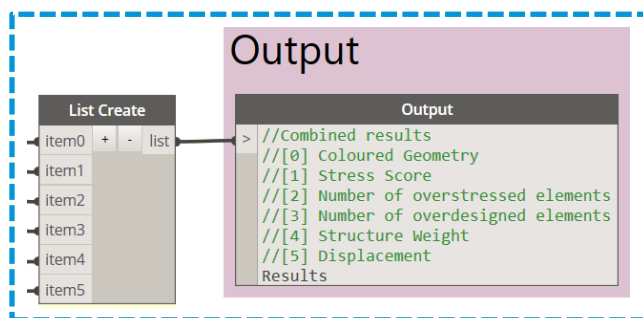 Output
List Create
item0 + - list
item1
item2
item3
item4
item5
Output
>
//Combined results
//[0] Coloured Geometry
//[1] Stress Score
//[2] Number of overstressed elements
//[3] Number of overdesigned elements
//[4] Structure Weight
//[5] Displacement
Results